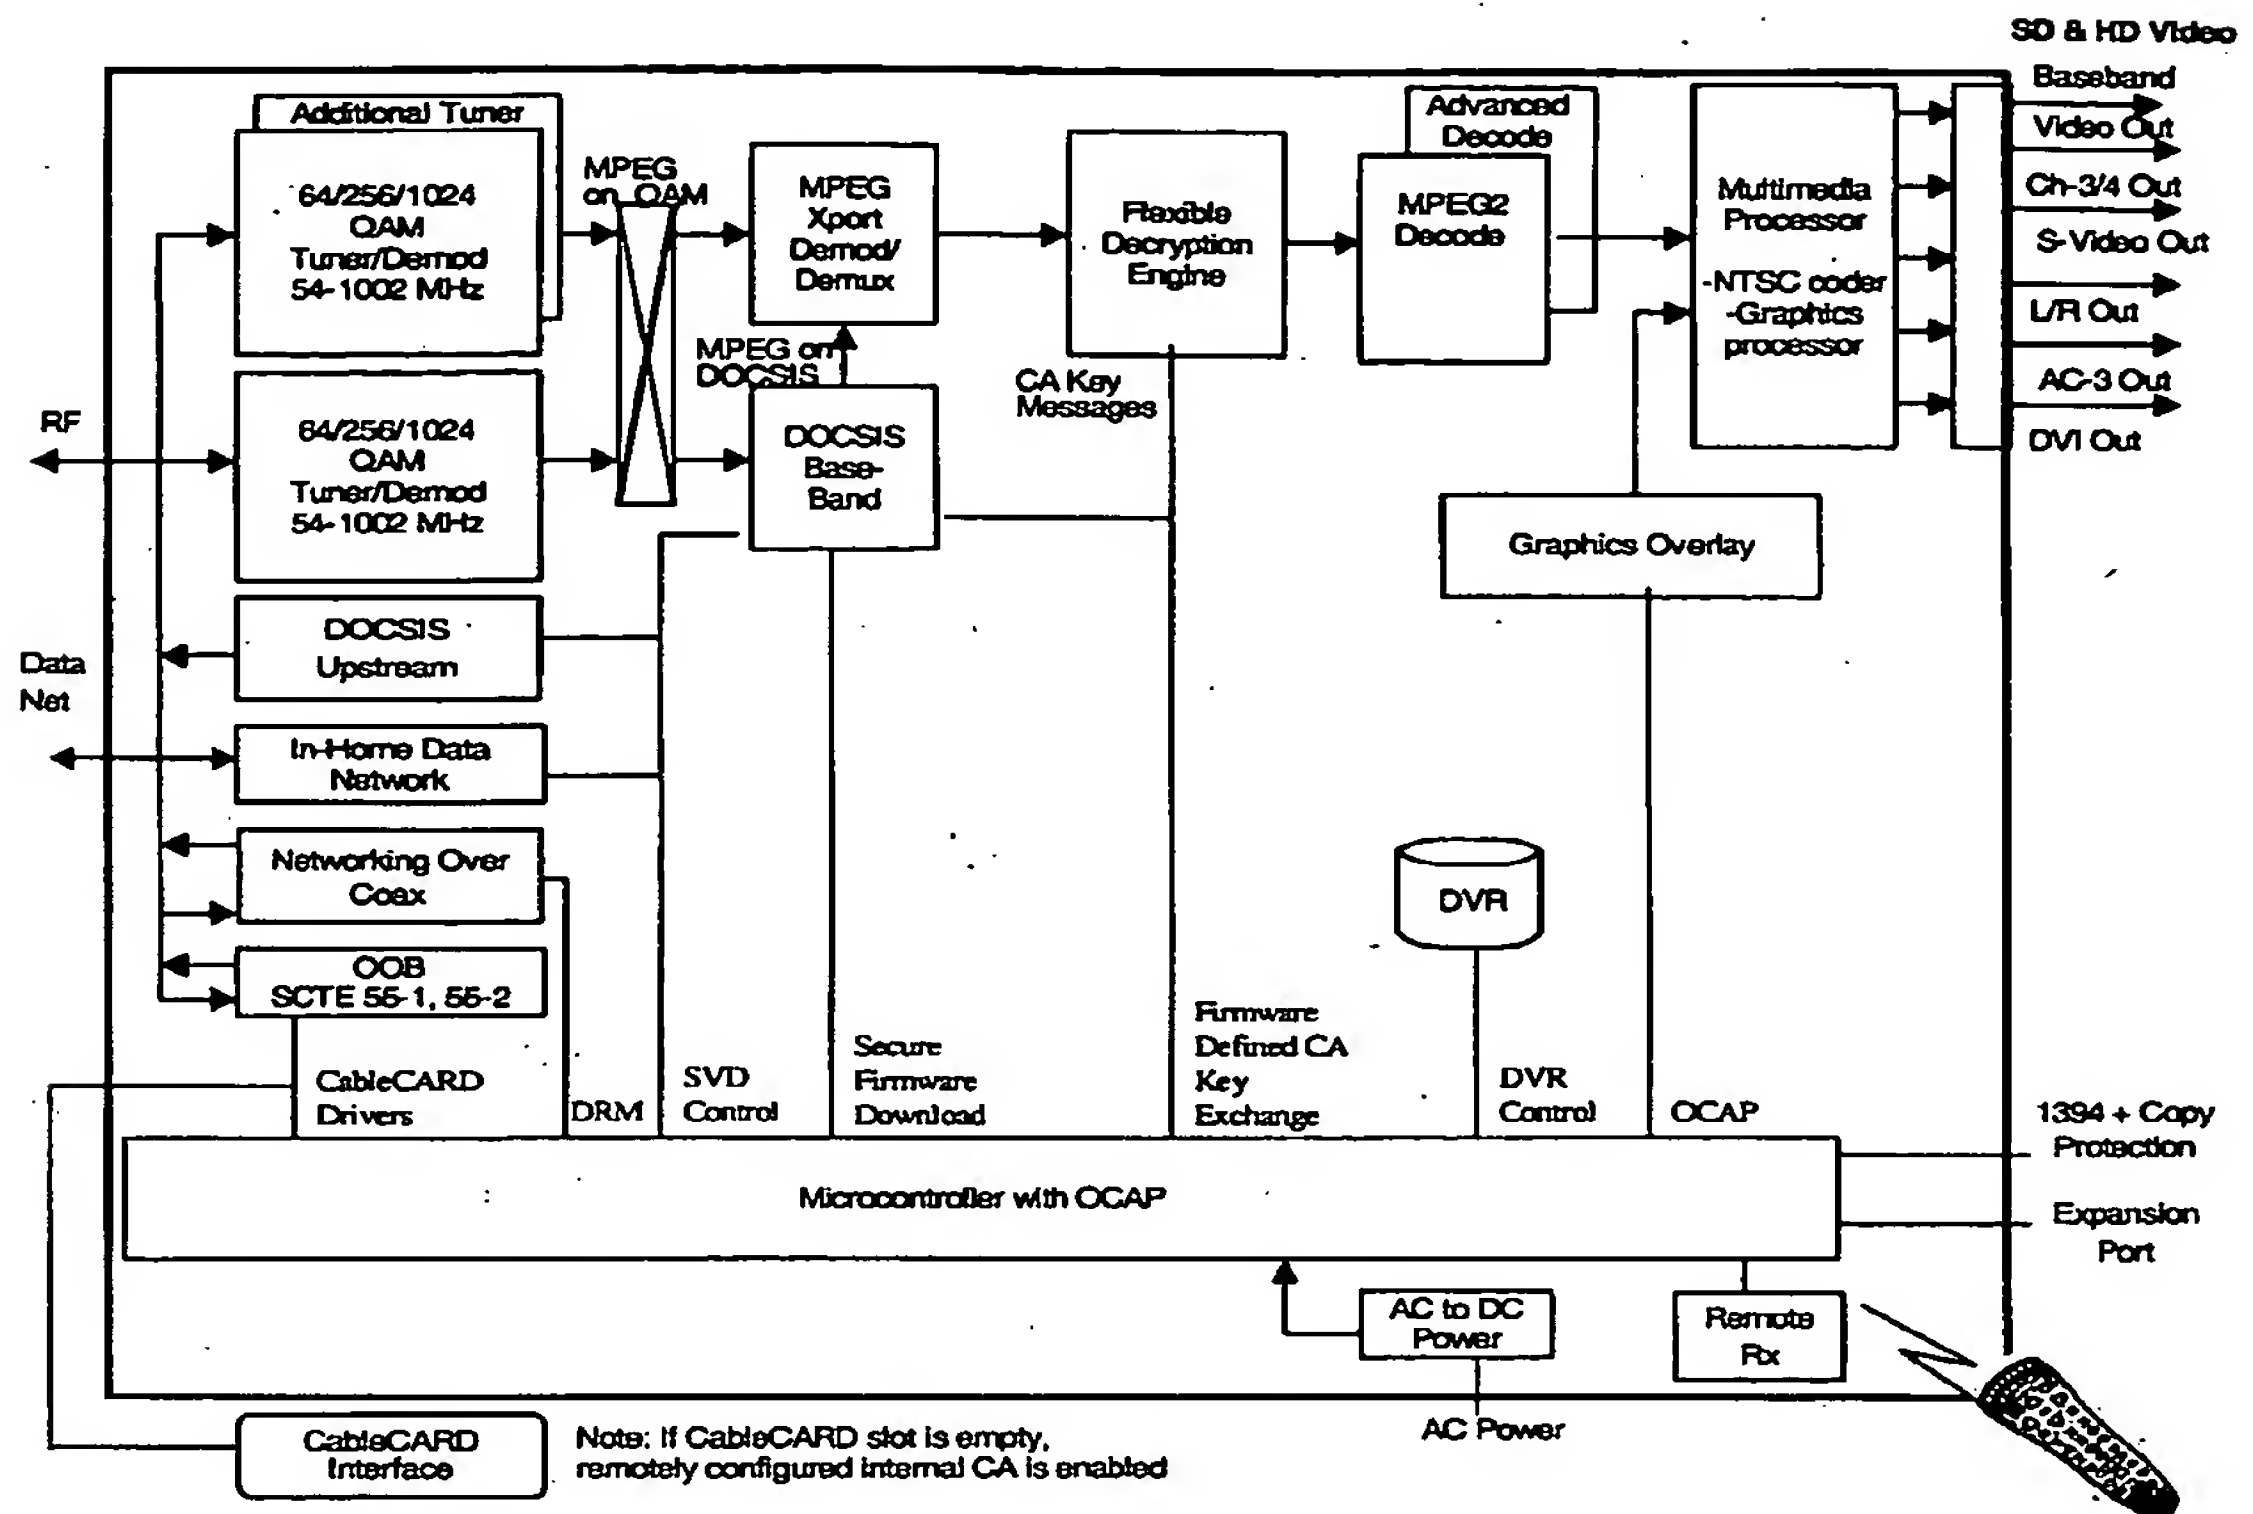 SD & HD Video
Baseband
Video Out
Ch-3/4 Out
S-Video Out
L/R Out
AC-3 Out
DVI Out
Additional Tuner
64/256/1024
QAM
Tuner/Demod
54-1002 MHz
MPEG
on QAM
MPEG
Xport
Demod/
Demux
Flexible
Decryption
Engine
Advanced
Decode
MPEG2
Decode
Multimedia
Processor
-NTSC coder
-Graphics
processor
RF
64/256/1024
QAM
Tuner/Demod
54-1002 MHz
MPEG on
DOCSIS
DOCSIS
Base-
Band
CA Key
Messages
Graphics Overlay
Data
Net
DOCSIS
Upstream
In-Home Data
Network
Networking Over
Coax
OOB
SCTE 55-1, 55-2
DVR
CableCARD
Drivers
DRM
SVD
Control
Secure
Firmware
Download
Firmware
Defined CA
Key
Exchange
DVR
Control
OCAP
1394 + Copy
Protection
Expansion
Port
Microcontroller with OCAP
AC to DC
Power
Remote
Rx
AC Power
CableCARD
Interface
Note: If CableCARD slot is empty,
remotely configured internal CA is enabled